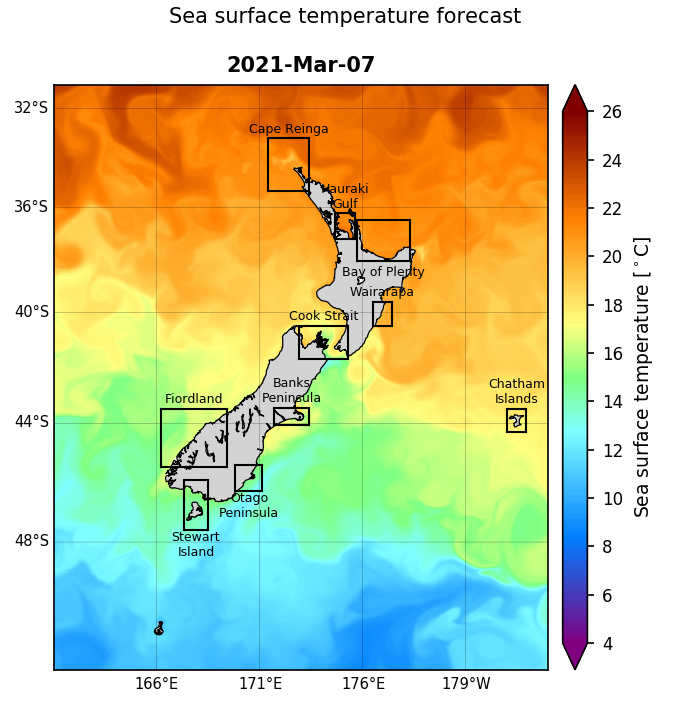 Sea surface temperature forecast
2021-Mar-07
32°S
36°S
40°S
44°S
48°S
166°E
171°E
176°E
179°W
Cape Reinga
Hauraki
Gulf
Bay of Plenty
Wairarapa
Cook Strait
Banks
Peninsula
Fiordland
Chatham
Islands
Otago
Peninsula
Stewart
Island
26
24
22
20
18
16
14
12
10
8
6
4
Sea surface temperature [°C]